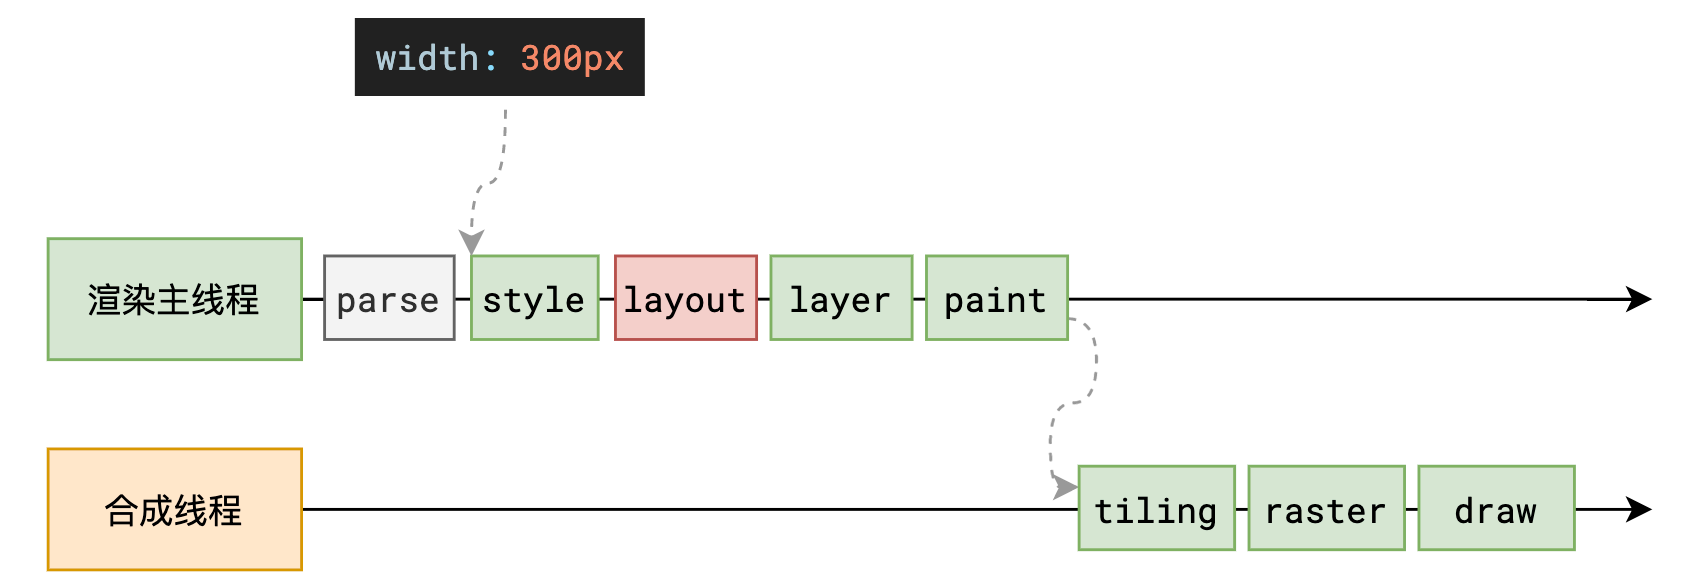 width: 300px
渲染主线程
parse
style
layout
layer
paint
合成线程
tiling
raster
draw